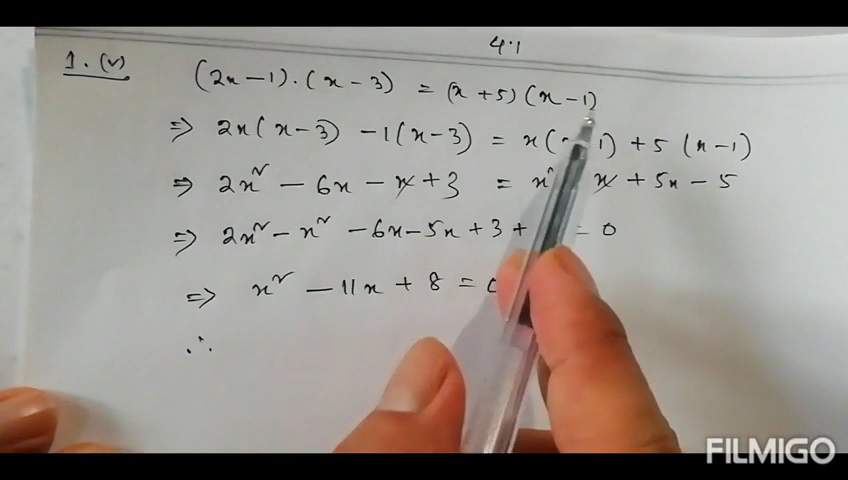 4.1
1. (v) (2x − 1) . (x − 3) = (x + 5) (x − 1)
⇒ 2x(x − 3) − 1(x − 3) = x( 1) + 5 (x − 1)
⇒ 2x² − 6x − x + 3 = x² x + 5x − 5
⇒ 2x² − x² − 6x − 5x + 3 + = 0
⇒ x² − 11x + 8 =
∴
FILMIGO